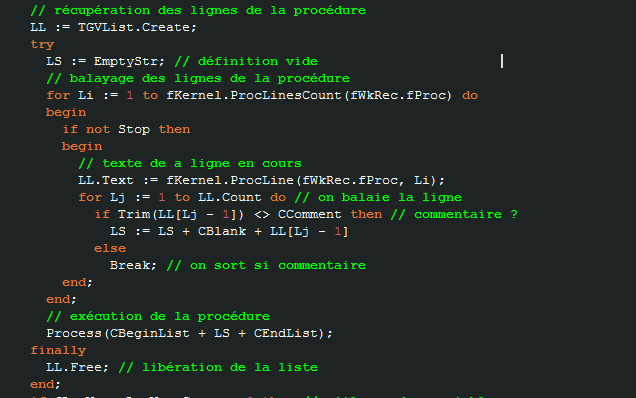 // récupération des lignes de la procédure
LL := TGVList.Create;
try
LS := EmptyStr; // définition vide
// balayage des lignes de la procédure
for Li := 1 to fKernel.ProcLinesCount(fWkRec.fProc) do
begin
if not Stop then
begin
// texte de a ligne en cours
LL.Text := fKernel.ProcLine(fWkRec.fProc, Li);
for Lj := 1 to LL.Count do // on balaie la ligne
if Trim(LL[Lj - 1]) <> CComment then // commentaire ?
LS := LS + CBlank + LL[Lj - 1]
else
Break; // on sort si commentaire
end;
end;
// exécution de la procédure
Process(CBeginList + LS + CEndList);
finally
LL.Free; // libération de la liste
end;